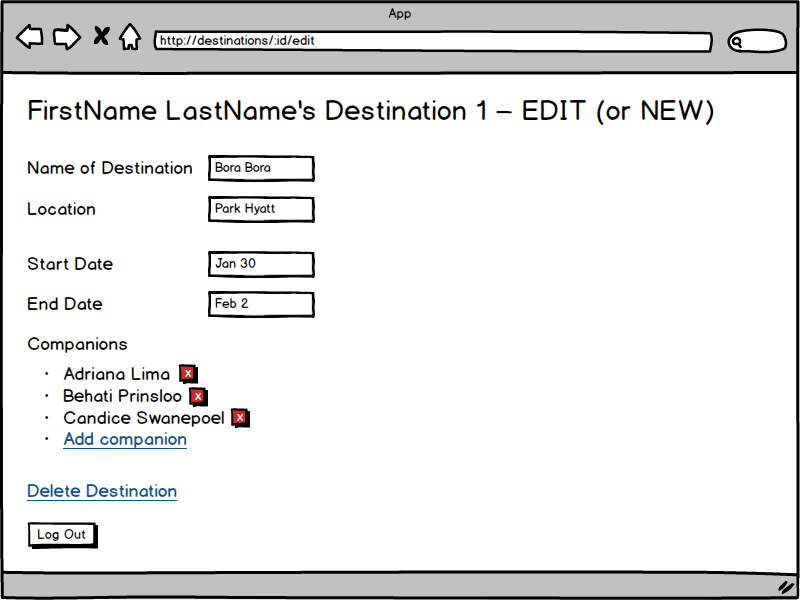 App
http://destinations/:id/edit
FirstName LastName's Destination 1 – EDIT (or NEW)
Name of Destination Bora Bora
Location Park Hyatt
Start Date Jan 30
End Date Feb 2
Companions
• Adriana Lima x
• Behati Prinsloo x
• Candice Swanepoel x
• Add companion
Delete Destination
Log Out